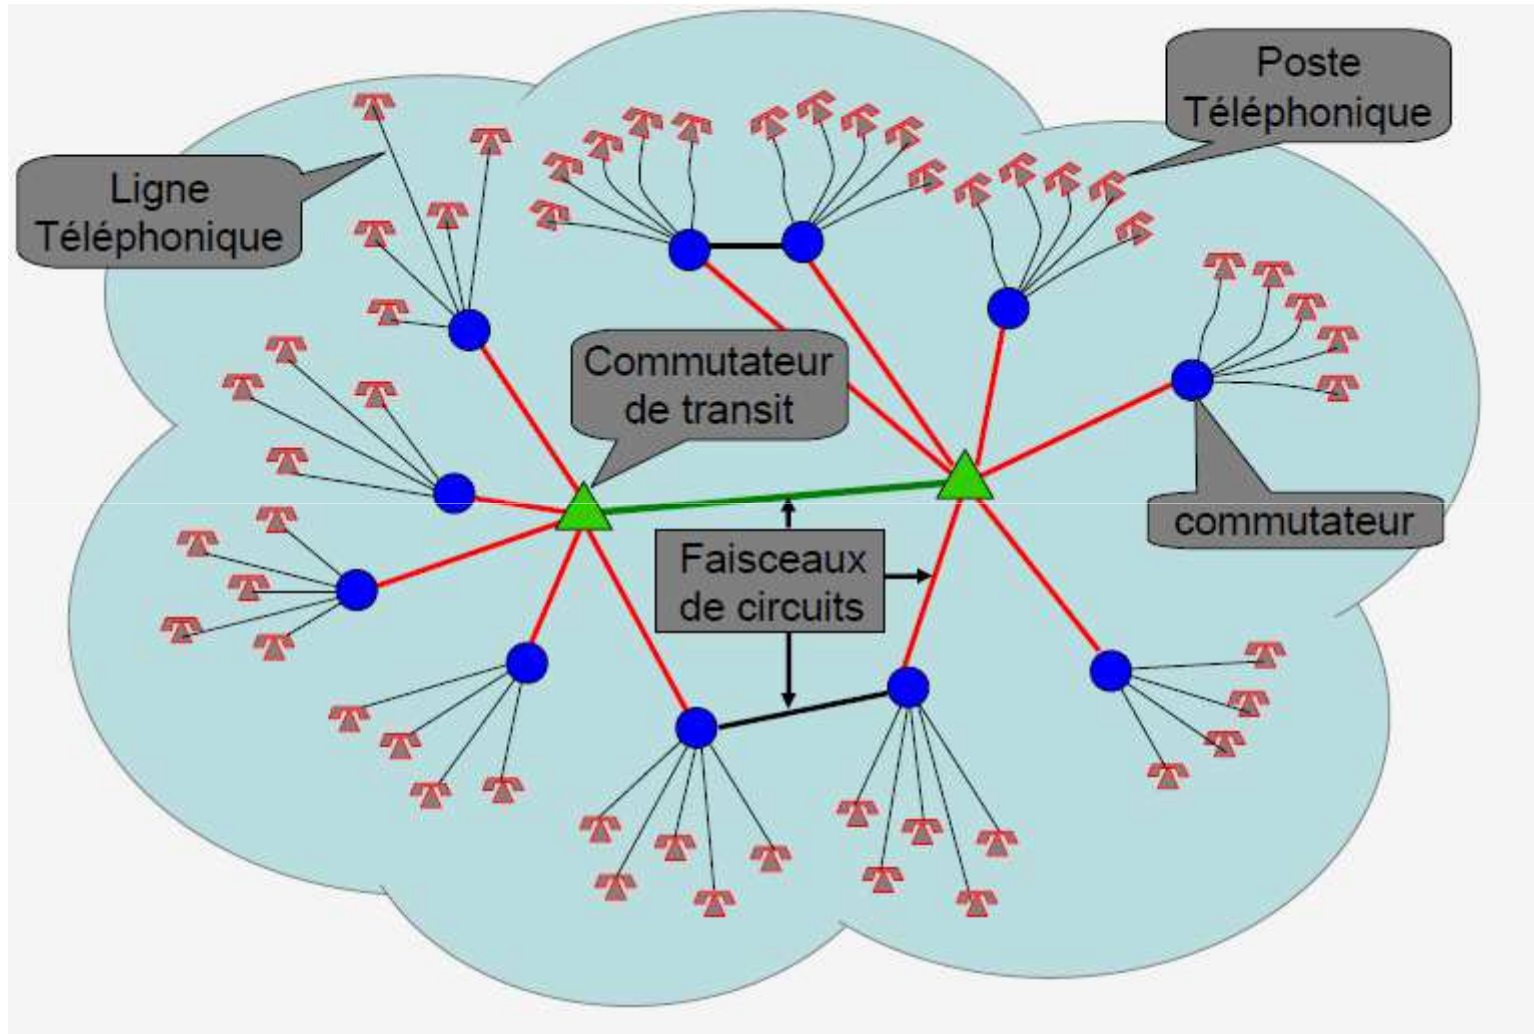 Poste
Téléphonique
Ligne
Téléphonique
Commutateur
de transit
commutateur
Faisceaux
de circuits